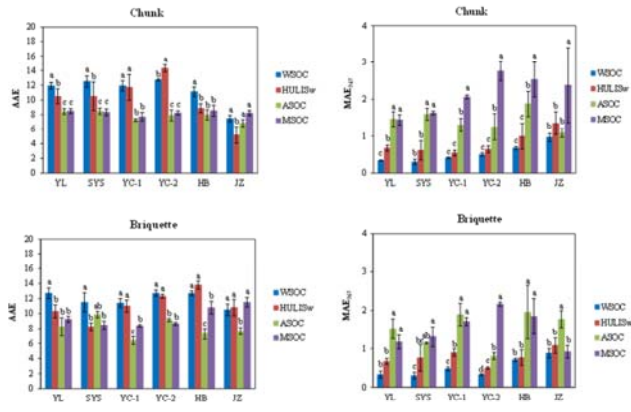 Chunk
AAE
20
18
16
14
12
10
8
6
4
2
0
a b c c
a b c c
a a b b
b a c c
a b b b
a b a a
YL SYS YC-1 YC-2 HB JZ
WSOC
HULISw
ASOC
MSOC
Chunk
MAE365
4
3
2
1
0
c b a a
b b a a
c c b a
c c b a
c b a a
b b b a
YL SYS YC-1 YC-2 HB JZ
WSOC
HULISw
ASOC
MSOC
Briquette
AAE
20
18
16
14
12
10
8
6
4
2
0
a b b b
a b ab b
a a c b
a a b b
a a c b
a a b a
YL SYS YC-1 YC-2 HB JZ
WSOC
HULISw
ASOC
MSOC
Briquette
MAE365
4
3
2
1
0
c b a a
b b ab a
c b a a
d c b a
b b a a
b b a b
YL SYS YC-1 YC-2 HB JZ
WSOC
HULISw
ASOC
MSOC